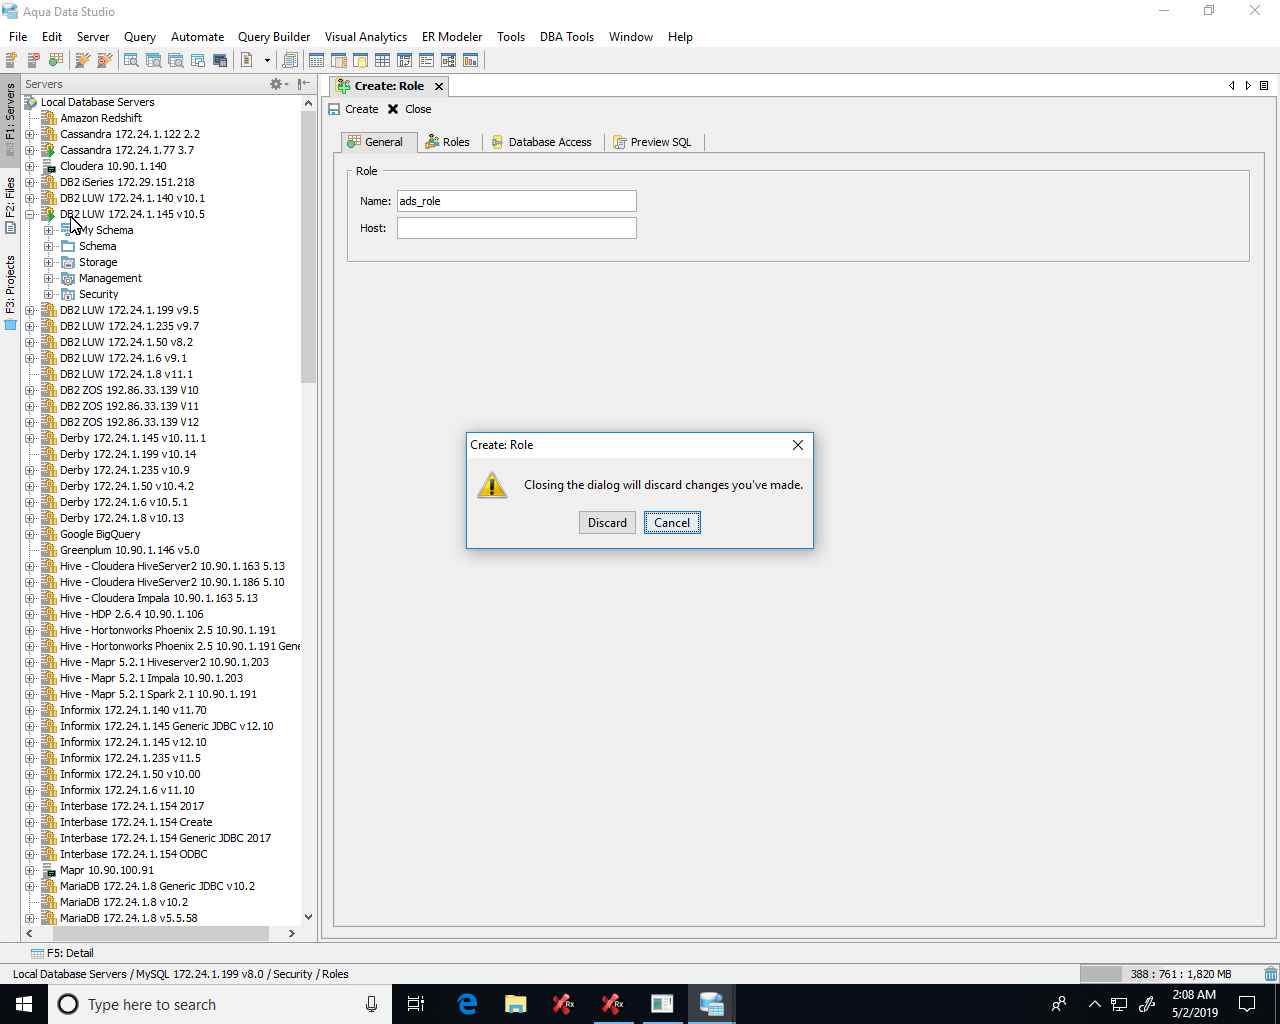 Aqua Data Studio
File Edit Server Query Automate Query Builder Visual Analytics ER Modeler Tools DBA Tools Window Help
F1: Servers
F2: Files
F3: Projects
Servers
Local Database Servers
Amazon Redshift
Cassandra 172.24.1.122 2.2
Cassandra 172.24.1.77 3.7
Cloudera 10.90.1.140
DB2 iSeries 172.29.151.218
DB2 LUW 172.24.1.140 v10.1
DB2 LUW 172.24.1.145 v10.5
My Schema
Schema
Storage
Management
Security
DB2 LUW 172.24.1.199 v9.5
DB2 LUW 172.24.1.235 v9.7
DB2 LUW 172.24.1.50 v8.2
DB2 LUW 172.24.1.6 v9.1
DB2 LUW 172.24.1.8 v11.1
DB2 ZOS 192.86.33.139 V10
DB2 ZOS 192.86.33.139 V11
DB2 ZOS 192.86.33.139 V12
Derby 172.24.1.145 v10.11.1
Derby 172.24.1.199 v10.14
Derby 172.24.1.235 v10.9
Derby 172.24.1.50 v10.4.2
Derby 172.24.1.6 v10.5.1
Derby 172.24.1.8 v10.13
Google BigQuery
Greenplum 10.90.1.146 v5.0
Hive - Cloudera HiveServer2 10.90.1.163 5.13
Hive - Cloudera HiveServer2 10.90.1.186 5.10
Hive - Cloudera Impala 10.90.1.163 5.13
Hive - HDP 2.6.4 10.90.1.106
Hive - Hortonworks Phoenix 2.5 10.90.1.191
Hive - Hortonworks Phoenix 2.5 10.90.1.191 Gene
Hive - Mapr 5.2.1 Hiveserver2 10.90.1.203
Hive - Mapr 5.2.1 Impala 10.90.1.203
Hive - Mapr 5.2.1 Spark 2.1 10.90.1.191
Informix 172.24.1.140 v11.70
Informix 172.24.1.145 Generic JDBC v12.10
Informix 172.24.1.145 v12.10
Informix 172.24.1.235 v11.5
Informix 172.24.1.50 v10.00
Informix 172.24.1.6 v11.10
Interbase 172.24.1.154 2017
Interbase 172.24.1.154 Create
Interbase 172.24.1.154 Generic JDBC 2017
Interbase 172.24.1.154 ODBC
Mapr 10.90.100.91
MariaDB 172.24.1.8 Generic JDBC v10.2
MariaDB 172.24.1.8 v10.2
MariaDB 172.24.1.8 v5.5.58
Create: Role
Create Close
General Roles Database Access Preview SQL
Role
Name: ads_role
Host:
Create: Role
Closing the dialog will discard changes you've made.
Discard Cancel
F5: Detail
Local Database Servers / MySQL 172.24.1.199 v8.0 / Security / Roles
388 : 761 : 1,820 MB
Type here to search
2:08 AM
5/2/2019